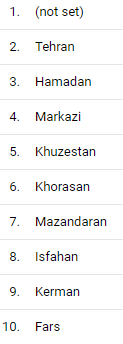 1. (not set)
2. Tehran
3. Hamadan
4. Markazi
5. Khuzestan
6. Khorasan
7. Mazandaran
8. Isfahan
9. Kerman
10. Fars